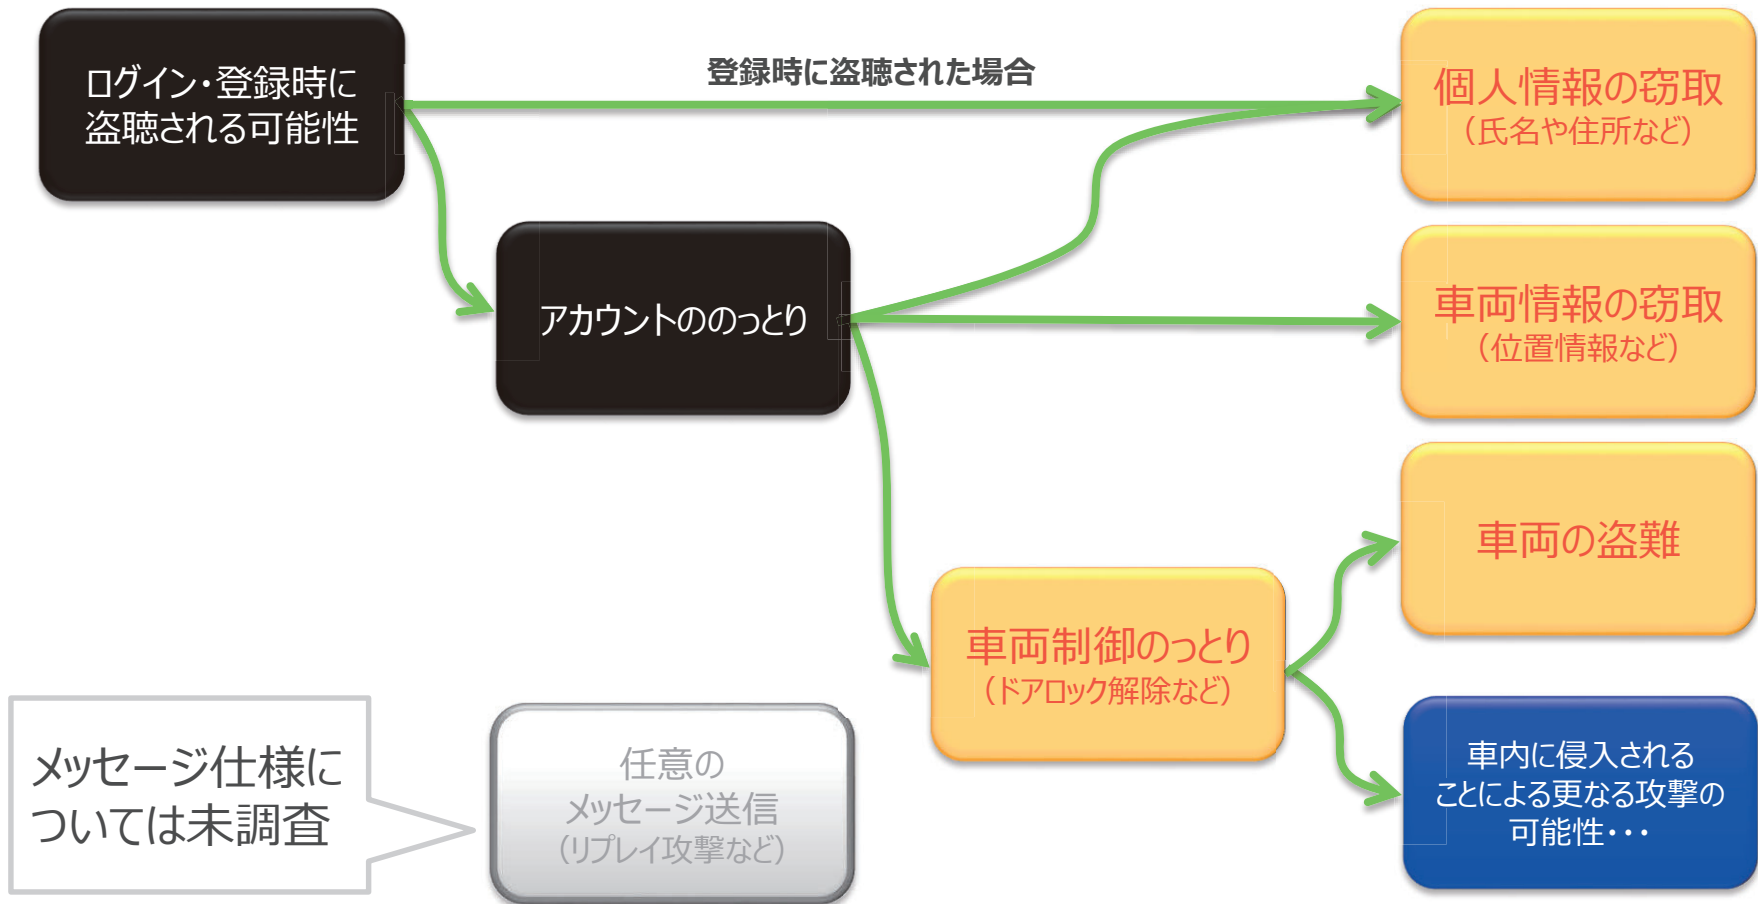 ログイン・登録時に
盗聴される可能性
登録時に盗聴された場合
個人情報の窃取
（氏名や住所など）
アカウントののっとり
車両情報の窃取
（位置情報など）
車両の盗難
車両制御のっとり
（ドアロック解除など）
メッセージ仕様に
ついては未調査
任意の
メッセージ送信
（リプレイ攻撃など）
車内に侵入される
ことによる更なる攻撃の
可能性・・・